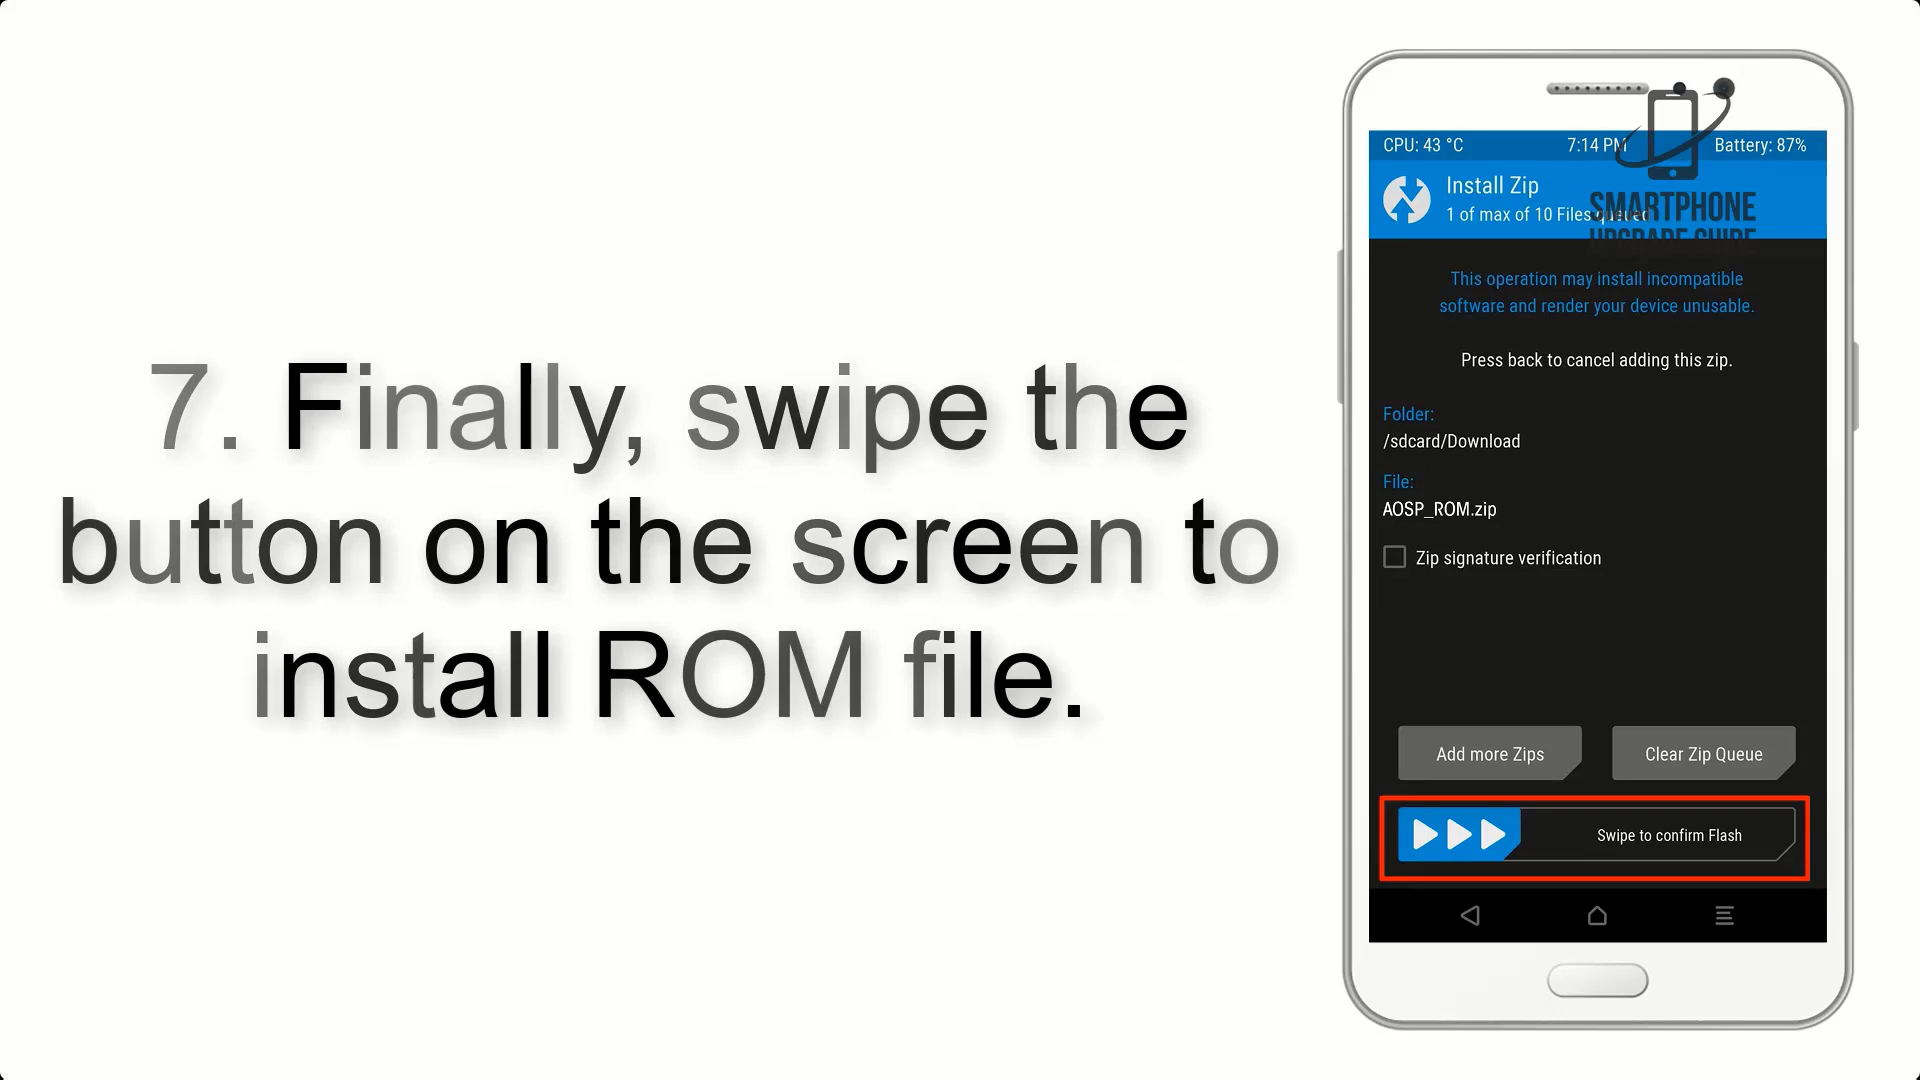 7. Finally, swipe the
button on the screen to
install ROM file.
CPU: 43 °C 7:14 PM Battery: 87%
Install Zip
1 of max of 10 Files queued
SMARTPHONE
UPGRADE GUIDE
This operation may install incompatible
software and render your device unusable.
Press back to cancel adding this zip.
Folder:
/sdcard/Download
File:
AOSP_ROM.zip
Zip signature verification
Add more Zips Clear Zip Queue
Swipe to confirm Flash